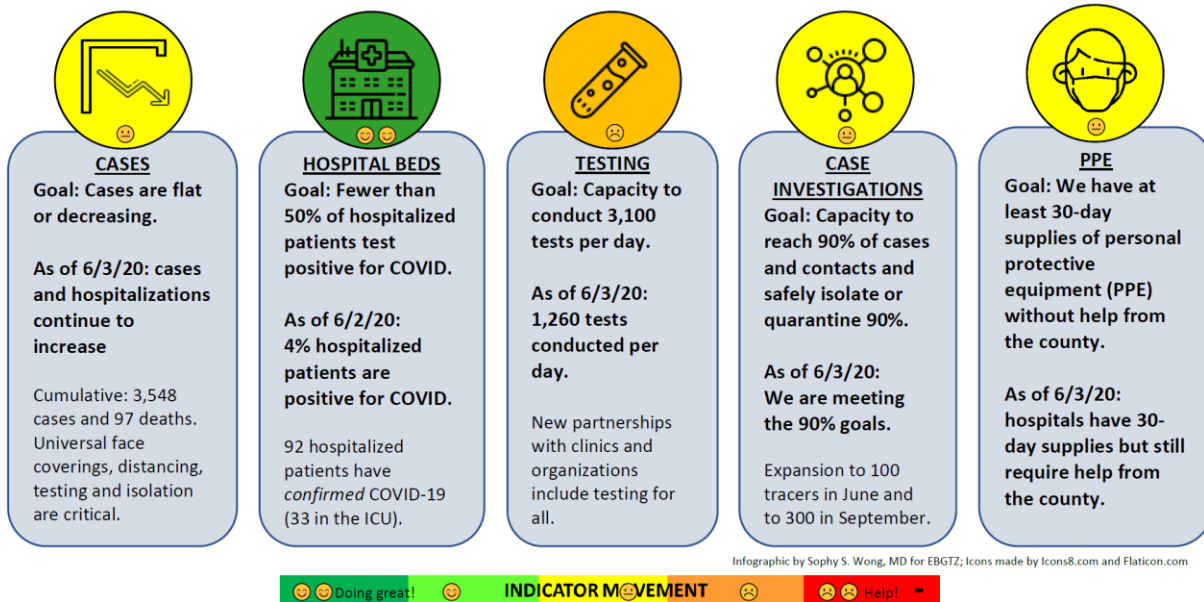 CASES
Goal: Cases are flat
or decreasing.
As of 6/3/20: cases
and hospitalizations
continue to
increase
Cumulative: 3,548
cases and 97 deaths.
Universal face
coverings, distancing,
testing and isolation
are critical.
HOSPITAL BEDS
Goal: Fewer than
50% of hospitalized
patients test
positive for COVID.
As of 6/2/20:
4% hospitalized
patients are
positive for COVID.
92 hospitalized
patients have
confirmed COVID-19
(33 in the ICU).
TESTING
Goal: Capacity to
conduct 3,100
tests per day.
As of 6/3/20:
1,260 tests
conducted per
day.
New partnerships
with clinics and
organizations
include testing for
all.
CASE
INVESTIGATIONS
Goal: Capacity to
reach 90% of cases
and contacts and
safely isolate or
quarantine 90%.
As of 6/3/20:
We are meeting
the 90% goals.
Expansion to 100
tracers in June and
to 300 in September.
PPE
Goal: We have at
least 30-day
supplies of personal
protective
equipment (PPE)
without help from
the county.
As of 6/3/20:
hospitals have 30-
day supplies but still
require help from
the county.
Infographic by Sophy S. Wong, MD for EBGTZ; Icons made by Icons8.com and Flaticon.com
Doing great! INDICATOR MOVEMENT Help! -